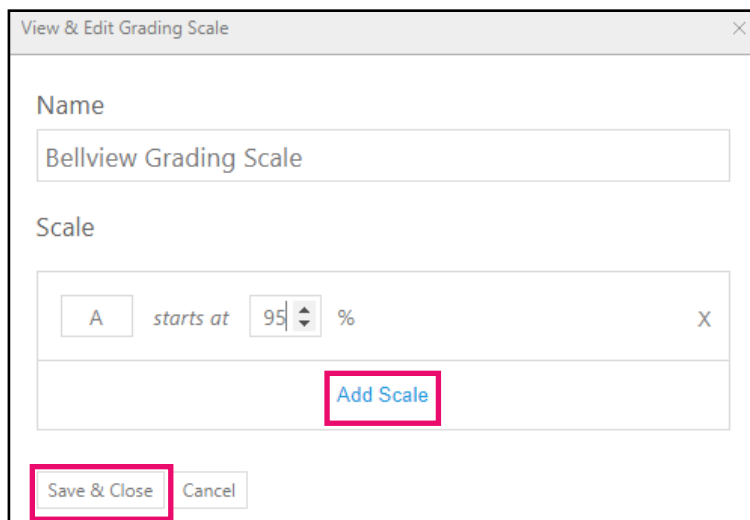 View & Edit Grading Scale X
Name
Bellview Grading Scale
Scale
A starts at 95 % X
Add Scale
Save & Close Cancel